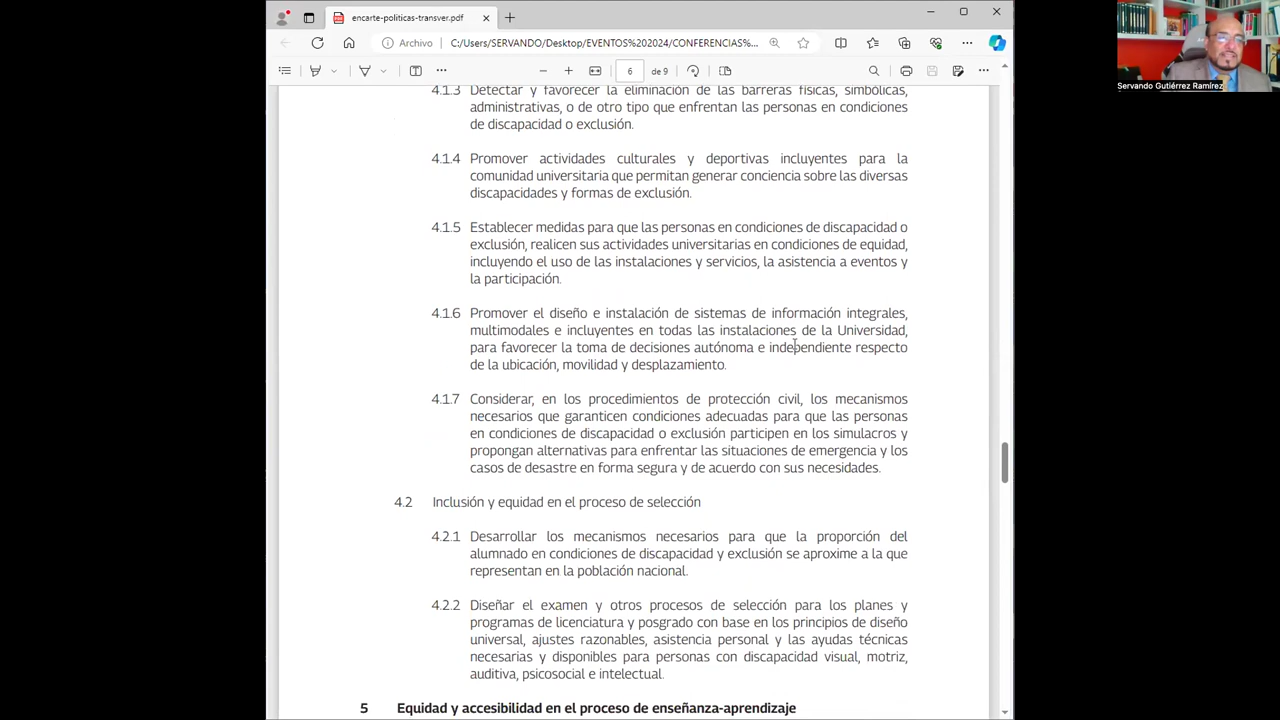 encarte-politicas-transver.pdf
Archivo
C:/Users/SERVANDO/Desktop/EVENTOS%202024/CONFERENCIAS%...
6
de 9
Servando Gutiérrez Ramírez
4.1.3 Detectar y favorecer la eliminación de las barreras físicas, simbólicas,
administrativas, o de otro tipo que enfrentan las personas en condiciones
de discapacidad o exclusión.
4.1.4 Promover actividades culturales y deportivas incluyentes para la
comunidad universitaria que permitan generar conciencia sobre las diversas
discapacidades y formas de exclusión.
4.1.5 Establecer medidas para que las personas en condiciones de discapacidad o
exclusión, realicen sus actividades universitarias en condiciones de equidad,
incluyendo el uso de las instalaciones y servicios, la asistencia a eventos y
la participación.
4.1.6 Promover el diseño e instalación de sistemas de información integrales,
multimodales e incluyentes en todas las instalaciones de la Universidad,
para favorecer la toma de decisiones autónoma e independiente respecto
de la ubicación, movilidad y desplazamiento.
4.1.7 Considerar, en los procedimientos de protección civil, los mecanismos
necesarios que garanticen condiciones adecuadas para que las personas
en condiciones de discapacidad o exclusión participen en los simulacros y
propongan alternativas para enfrentar las situaciones de emergencia y los
casos de desastre en forma segura y de acuerdo con sus necesidades.
4.2 Inclusión y equidad en el proceso de selección
4.2.1 Desarrollar los mecanismos necesarios para que la proporción del
alumnado en condiciones de discapacidad y exclusión se aproxime a la que
representan en la población nacional.
4.2.2 Diseñar el examen y otros procesos de selección para los planes y
programas de licenciatura y posgrado con base en los principios de diseño
universal, ajustes razonables, asistencia personal y las ayudas técnicas
necesarias y disponibles para personas con discapacidad visual, motriz,
auditiva, psicosocial e intelectual.
5 Equidad y accesibilidad en el proceso de enseñanza-aprendizaje